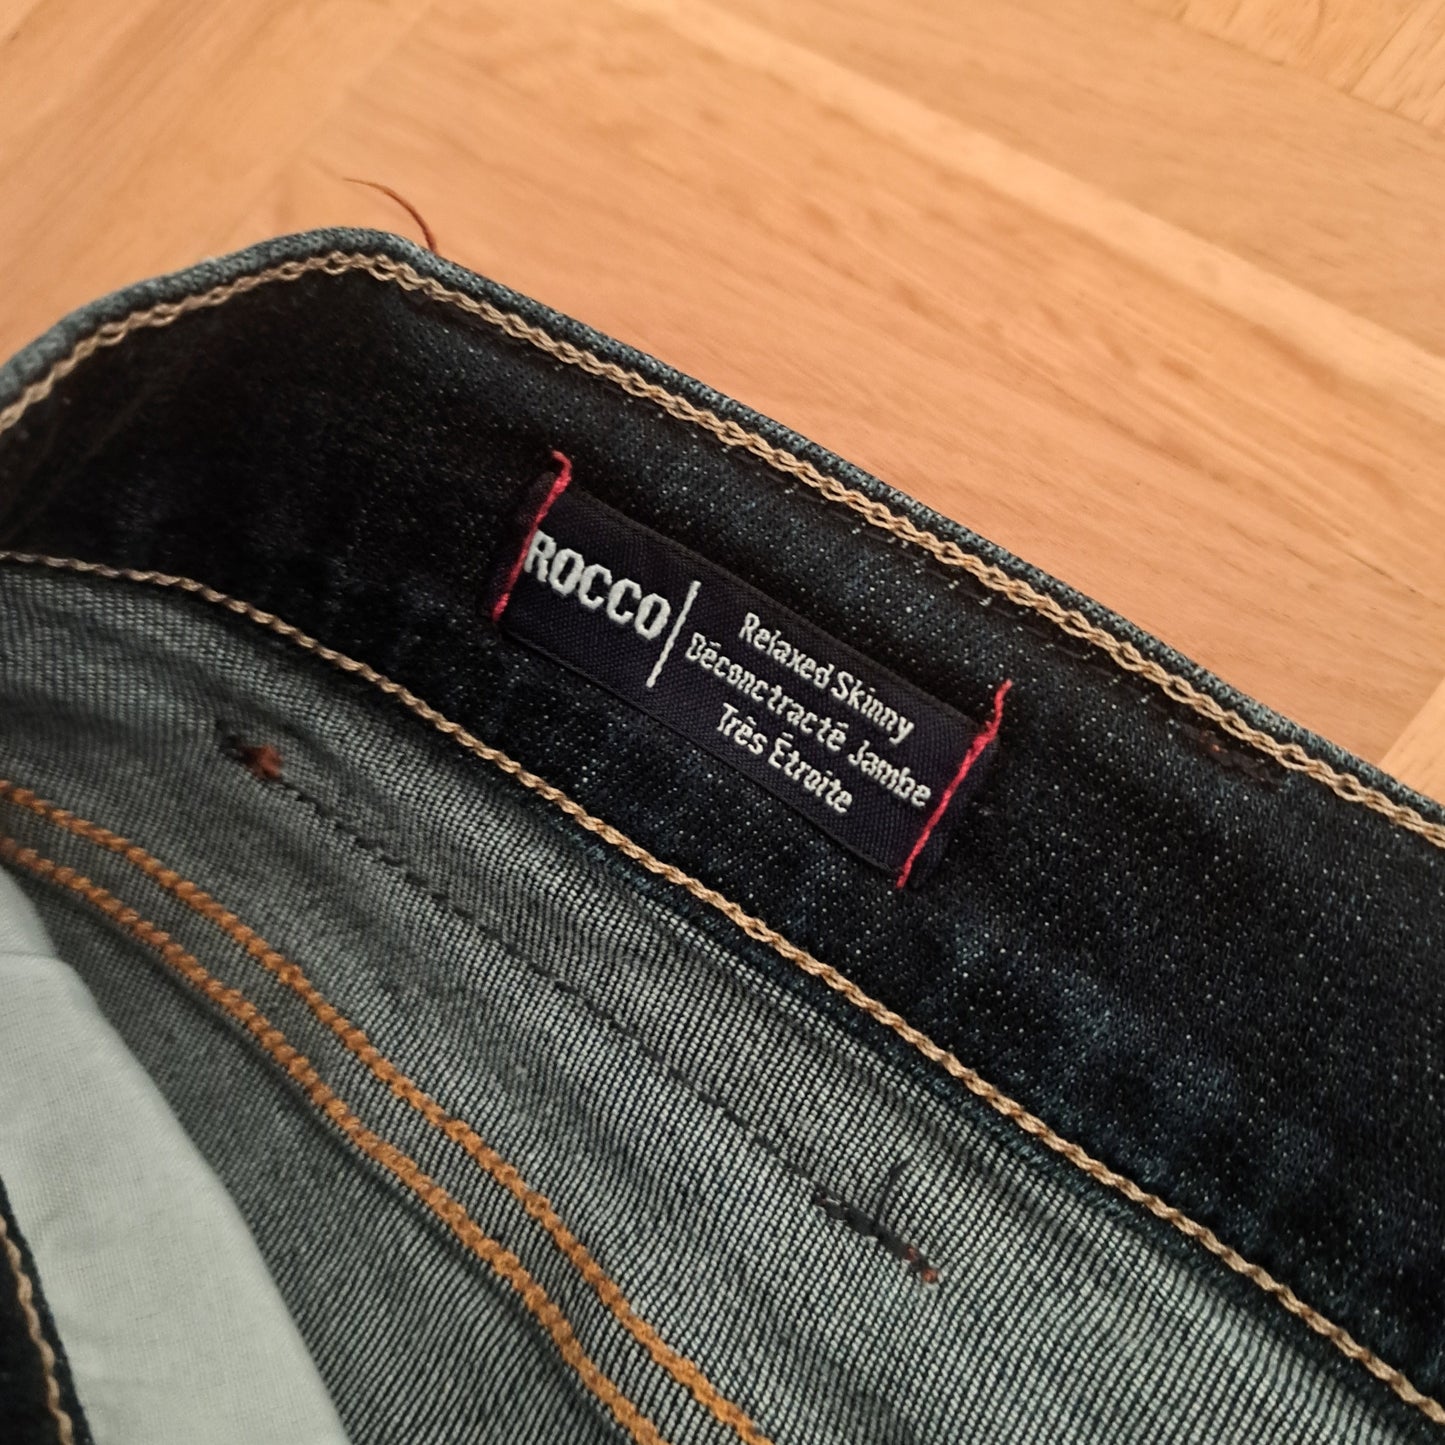 ROCCO
Relaxed Skinny
Déconctracté Jambe
Très Étroite